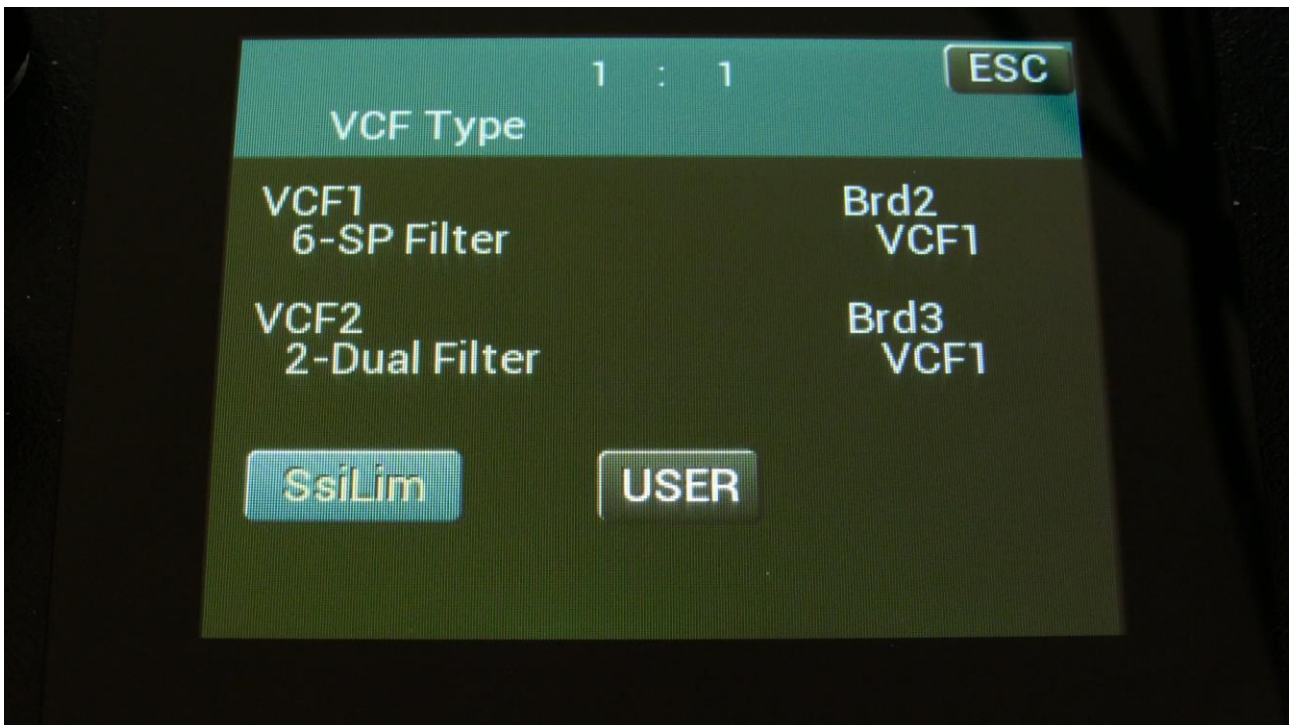 1 : 1
ESC
VCF Type
VCF1
6-SP Filter
Brd2
VCF1
VCF2
2-Dual Filter
Brd3
VCF1
SsiLim
USER